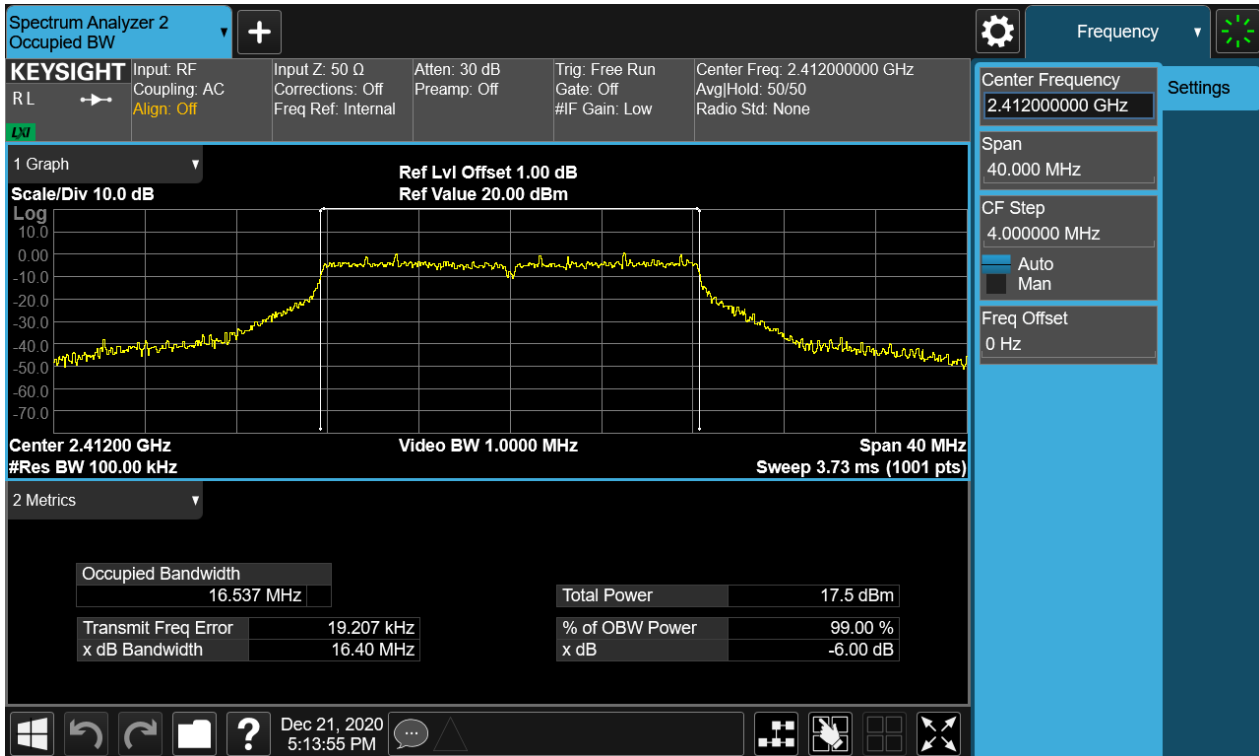 Spectrum Analyzer 2
Occupied BW
+
Frequency
KEYSIGHT
R L
LXI
Input: RF
Coupling: AC
Align: Off
Input Z: 50 Ω
Corrections: Off
Freq Ref: Internal
Atten: 30 dB
Preamp: Off
Trig: Free Run
Gate: Off
#IF Gain: Low
Center Freq: 2.412000000 GHz
Avg|Hold: 50/50
Radio Std: None
Center Frequency
2.412000000 GHz
Settings
Span
40.000 MHz
CF Step
4.000000 MHz
Auto
Man
Freq Offset
0 Hz
1 Graph
Scale/Div 10.0 dB
Ref Lvl Offset 1.00 dB
Ref Value 20.00 dBm
Log
10.0
0.00
-10.0
-20.0
-30.0
-40.0
-50.0
-60.0
-70.0
Center 2.41200 GHz
Video BW 1.0000 MHz
Span 40 MHz
#Res BW 100.00 kHz
Sweep 3.73 ms (1001 pts)
2 Metrics
Occupied Bandwidth
16.537 MHz
Total Power 17.5 dBm
Transmit Freq Error 19.207 kHz
% of OBW Power 99.00 %
x dB Bandwidth 16.40 MHz
x dB -6.00 dB
?
Dec 21, 2020
5:13:55 PM